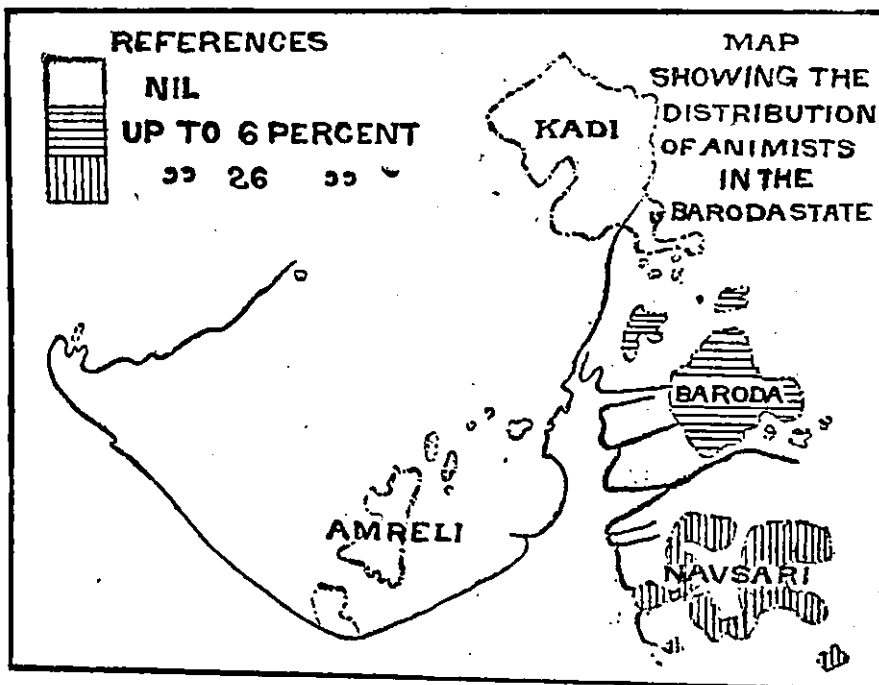 REFERENCES
NIL
UP TO 6 PERCENT
„ 26 „
MAP
SHOWING THE
DISTRIBUTION
OF ANIMISTS
IN THE
BARODA STATE
KADI
BARODA
AMRELI
NAVSARI